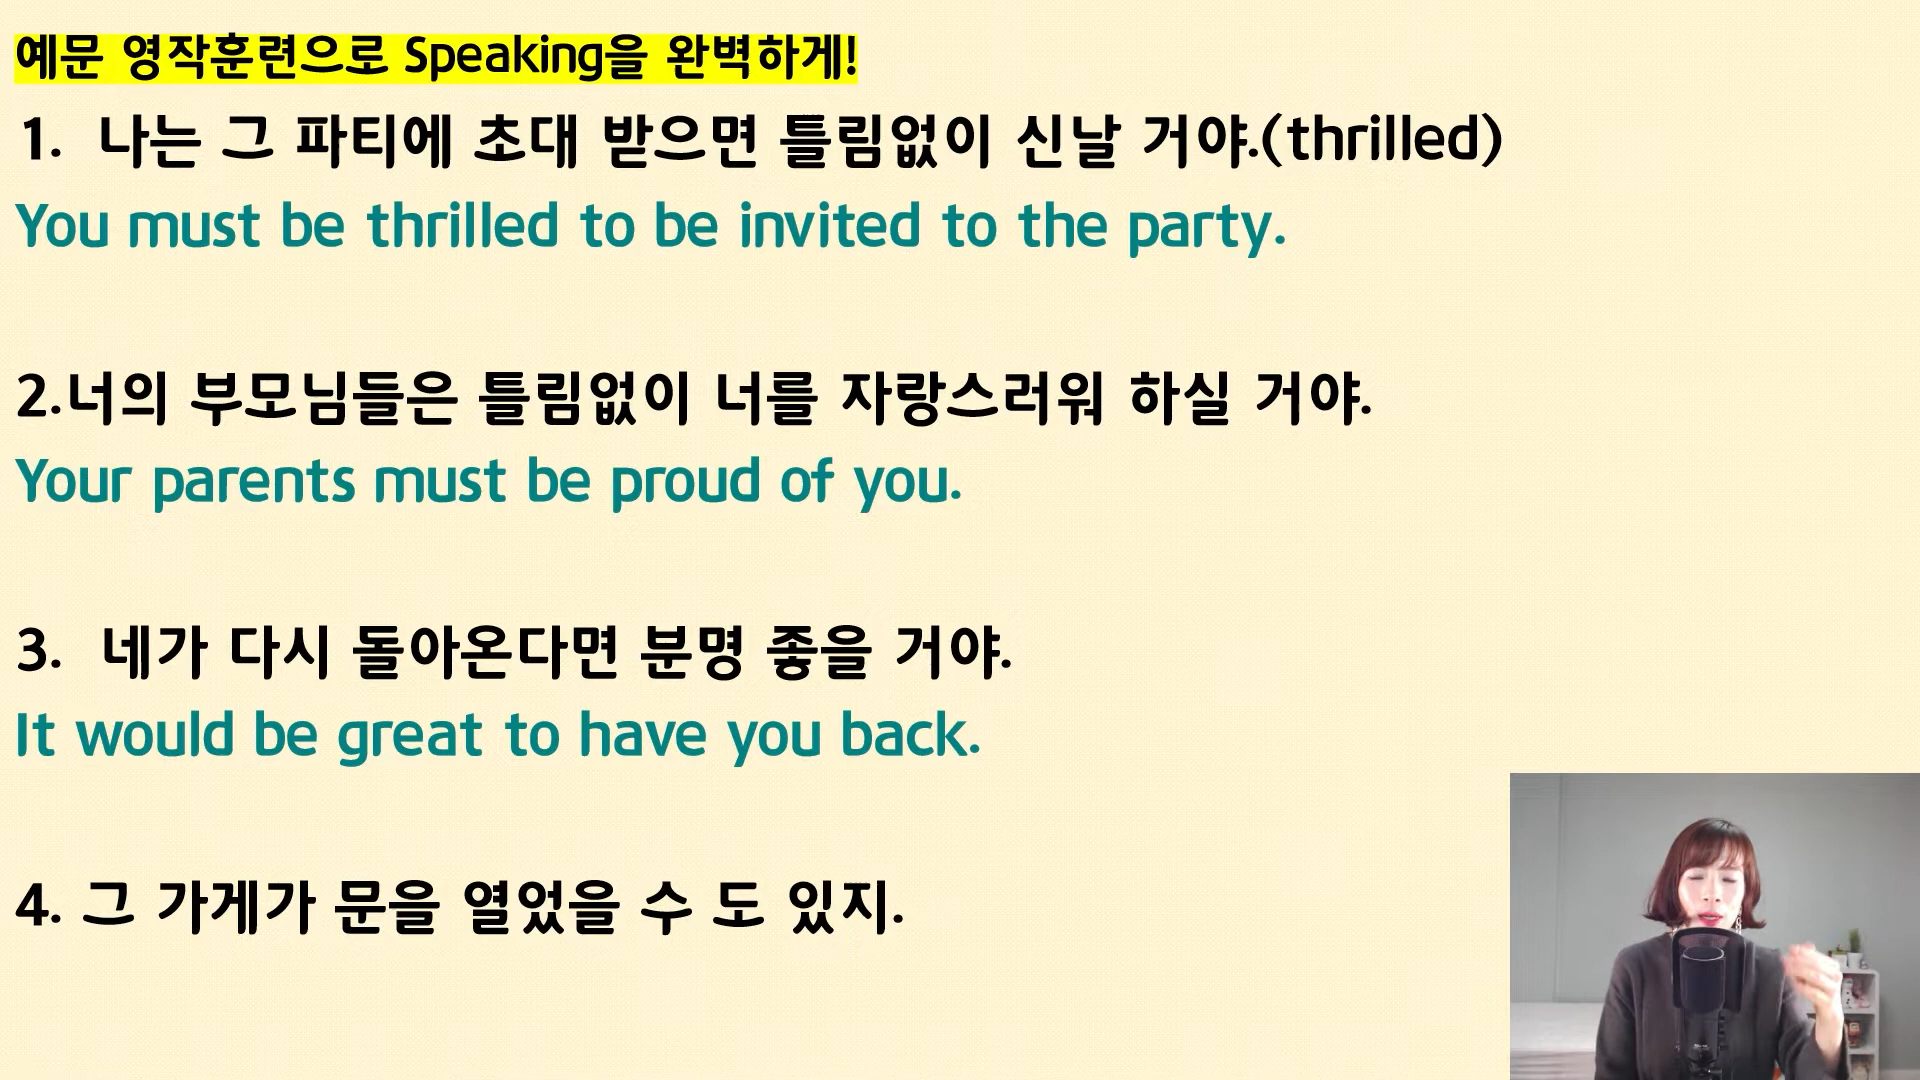 예문 영작훈련으로 Speaking을 완벽하게!
1. 나는 그 파티에 초대 받으면 틀림없이 신날 거야.(thrilled)
You must be thrilled to be invited to the party.
2.너의 부모님들은 틀림없이 너를 자랑스러워 하실 거야.
Your parents must be proud of you.
3. 네가 다시 돌아온다면 분명 좋을 거야.
It would be great to have you back.
4. 그 가게가 문을 열었을 수 도 있지.